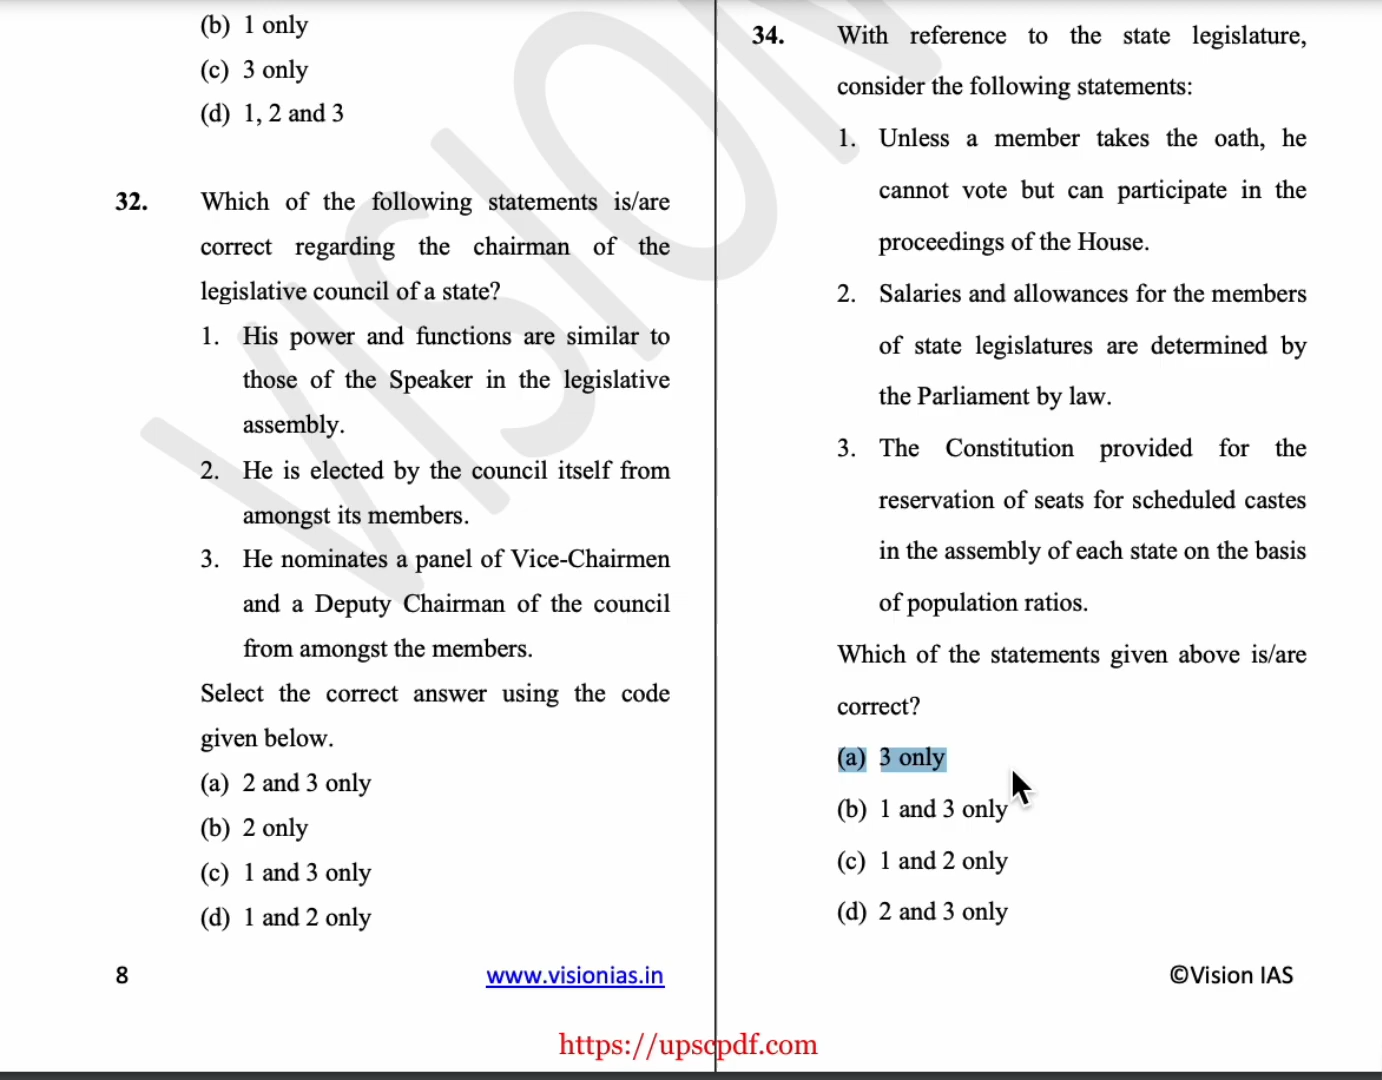 (b) 1 only
(c) 3 only
(d) 1, 2 and 3
32. Which of the following statements is/are
correct regarding the chairman of the
legislative council of a state?
1. His power and functions are similar to
those of the Speaker in the legislative
assembly.
2. He is elected by the council itself from
amongst its members.
3. He nominates a panel of Vice-Chairmen
and a Deputy Chairman of the council
from amongst the members.
Select the correct answer using the code
given below.
(a) 2 and 3 only
(b) 2 only
(c) 1 and 3 only
(d) 1 and 2 only
34. With reference to the state legislature,
consider the following statements:
1. Unless a member takes the oath, he
cannot vote but can participate in the
proceedings of the House.
2. Salaries and allowances for the members
of state legislatures are determined by
the Parliament by law.
3. The Constitution provided for the
reservation of seats for scheduled castes
in the assembly of each state on the basis
of population ratios.
Which of the statements given above is/are
correct?
(a) 3 only
(b) 1 and 3 only
(c) 1 and 2 only
(d) 2 and 3 only
8 www.visionias.in ©Vision IAS
https://upscpdf.com
VISION